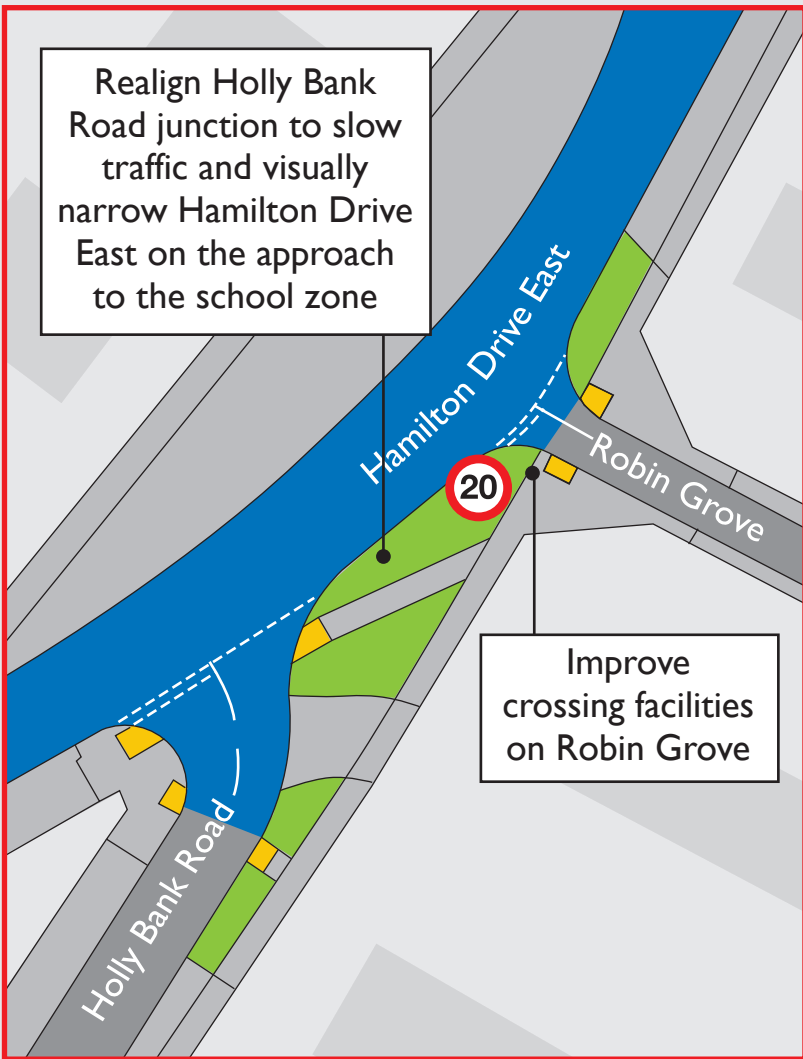 Realign Holly Bank
Road junction to slow
traffic and visually
narrow Hamilton Drive
East on the approach
to the school zone
Hamilton Drive East
20
Robin Grove
Improve
crossing facilities
on Robin Grove
Holly Bank Road